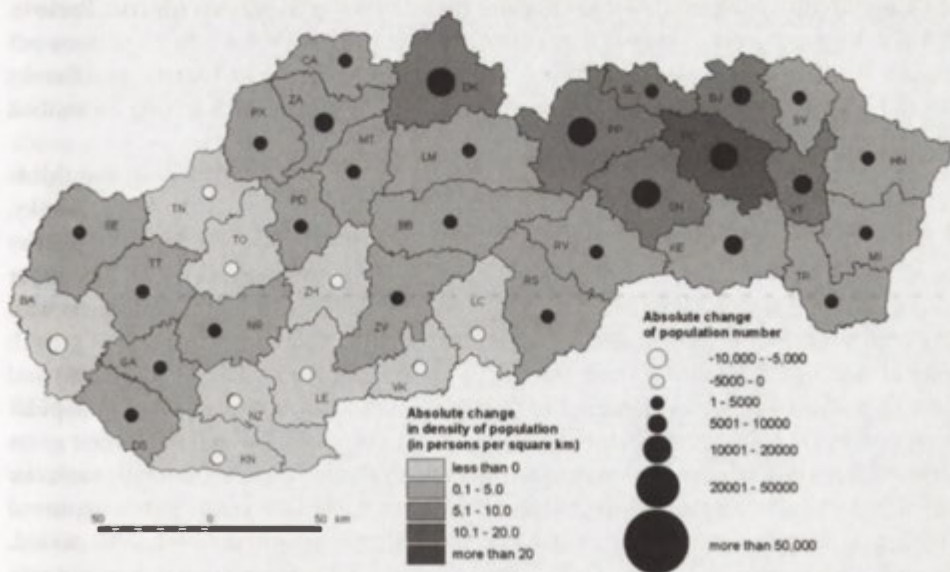 CA
DK
ZA
PX
SL
BJ
SV
MT
PP
PO
LM
HN
TN
PD
SN
VT
SE
BB
TO
RV
KE
MI
TT
TR
RS
ZH
LC
BA
NR
ZV
GA
LE
VK
NZ
DS
KN
Absolute change
of population number
-10,000 - -5,000
-5000 - 0
1 - 5000
5001 - 10000
10001 - 20000
20001 - 50000
more than 50,000
Absolute change
in density of population
(in persons per square km)
less than 0
0.1 - 5.0
5.1 - 10.0
10.1 - 20.0
more than 20
50 0 50 km